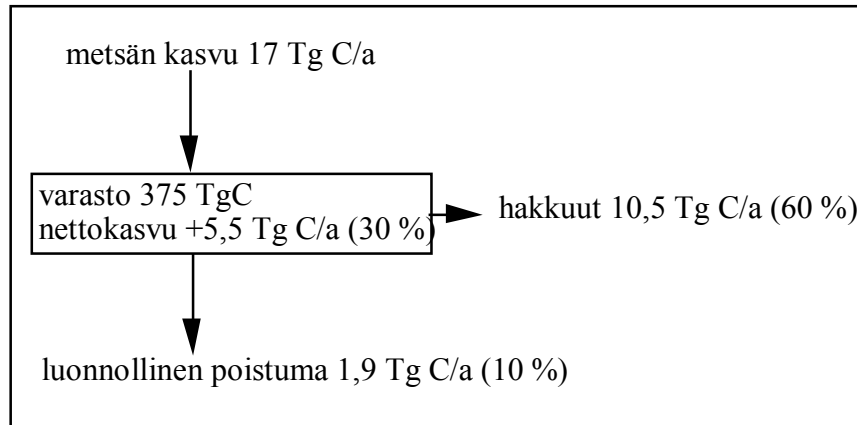 metsän kasvu 17 Tg C/a
varasto 375 TgC
nettokasvu +5,5 Tg C/a (30 %)
hakkuut 10,5 Tg C/a (60 %)
luonnollinen poistuma 1,9 Tg C/a (10 %)